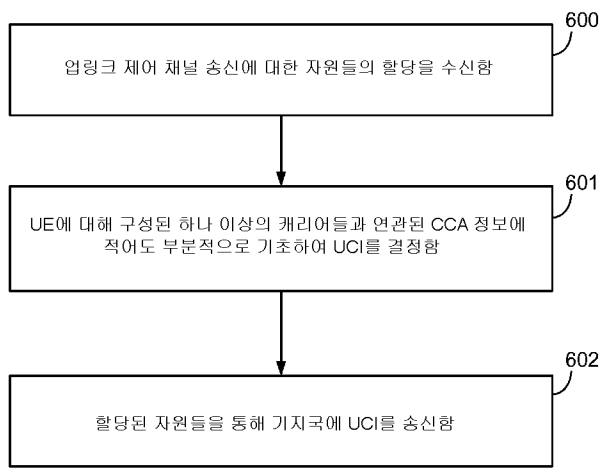 600
업링크 제어 채널 송신에 대한 자원들의 할당을 수신함
601
UE에 대해 구성된 하나 이상의 캐리어들과 연관된 CCA 정보에
적어도 부분적으로 기초하여 UCI를 결정함
602
할당된 자원들을 통해 기지국에 UCI를 송신함